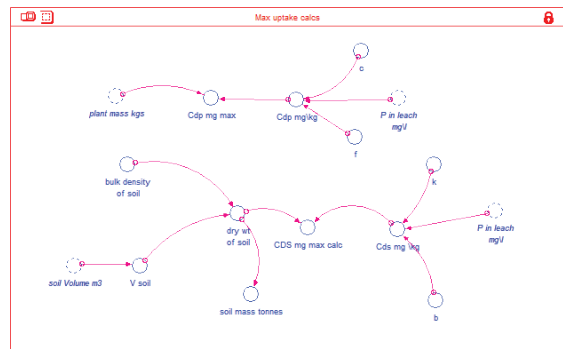 Max uptake calcs
c
plant mass kgs
Cdp mg max
Cdp mg\kg
P in leach
mg\l
f
bulk density
of soil
k
dry wt
of soil
CDS mg max calc
Cds mg \kg
P in leach
mg\l
soil Volume m3
V soil
soil mass tonnes
b